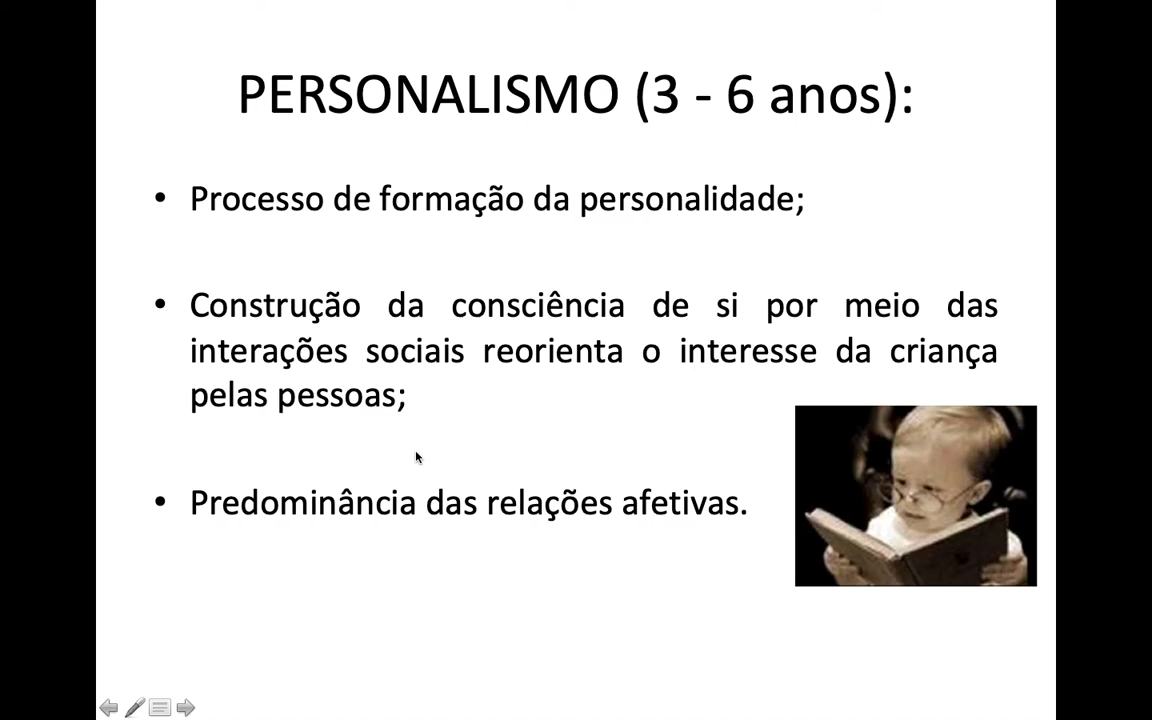 PERSONALISMO (3 - 6 anos):
• Processo de formação da personalidade;
• Construção da consciência de si por meio das
interações sociais reorienta o interesse da criança
pelas pessoas;
• Predominância das relações afetivas.